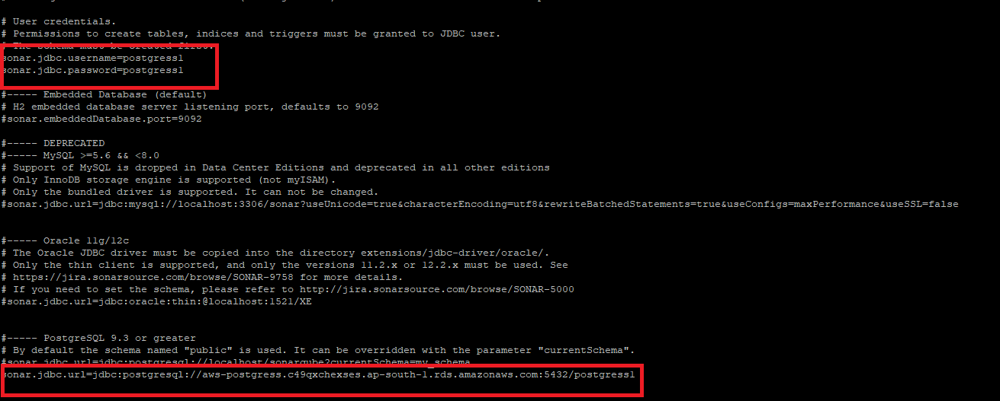 # User credentials.
# Permissions to create tables, indices and triggers must be granted to JDBC user.
# The schema must be created first.
sonar.jdbc.username=postgress1
sonar.jdbc.password=postgress1
#----- Embedded Database (default)
# H2 embedded database server listening port, defaults to 9092
#sonar.embeddedDatabase.port=9092
#----- DEPRECATED
#----- MySQL >=5.6 && <8.0
# Support of MySQL is dropped in Data Center Editions and deprecated in all other editions
# Only InnoDB storage engine is supported (not myISAM).
# Only the bundled driver is supported. It can not be changed.
#sonar.jdbc.url=jdbc:mysql://localhost:3306/sonar?useUnicode=true&characterEncoding=utf8&rewriteBatchedStatements=true&useConfigs=maxPerformance&useSSL=false
#----- Oracle 11g/12c
# The Oracle JDBC driver must be copied into the directory extensions/jdbc-driver/oracle/.
# Only the thin client is supported, and only the versions 11.2.x or 12.2.x must be used. See
# https://jira.sonarsource.com/browse/SONAR-9758 for more details.
# If you need to set the schema, please refer to http://jira.sonarsource.com/browse/SONAR-5000
#sonar.jdbc.url=jdbc:oracle:thin:@localhost:1521/XE
#----- PostgreSQL 9.3 or greater
# By default the schema named "public" is used. It can be overridden with the parameter "currentSchema".
#sonar.jdbc.url=jdbc:postgresql://localhost/sonarqube?currentSchema=my_schema
sonar.jdbc.url=jdbc:postgresql://aws-postgress.c49qxchexses.ap-south-1.rds.amazonaws.com:5432/postgress1